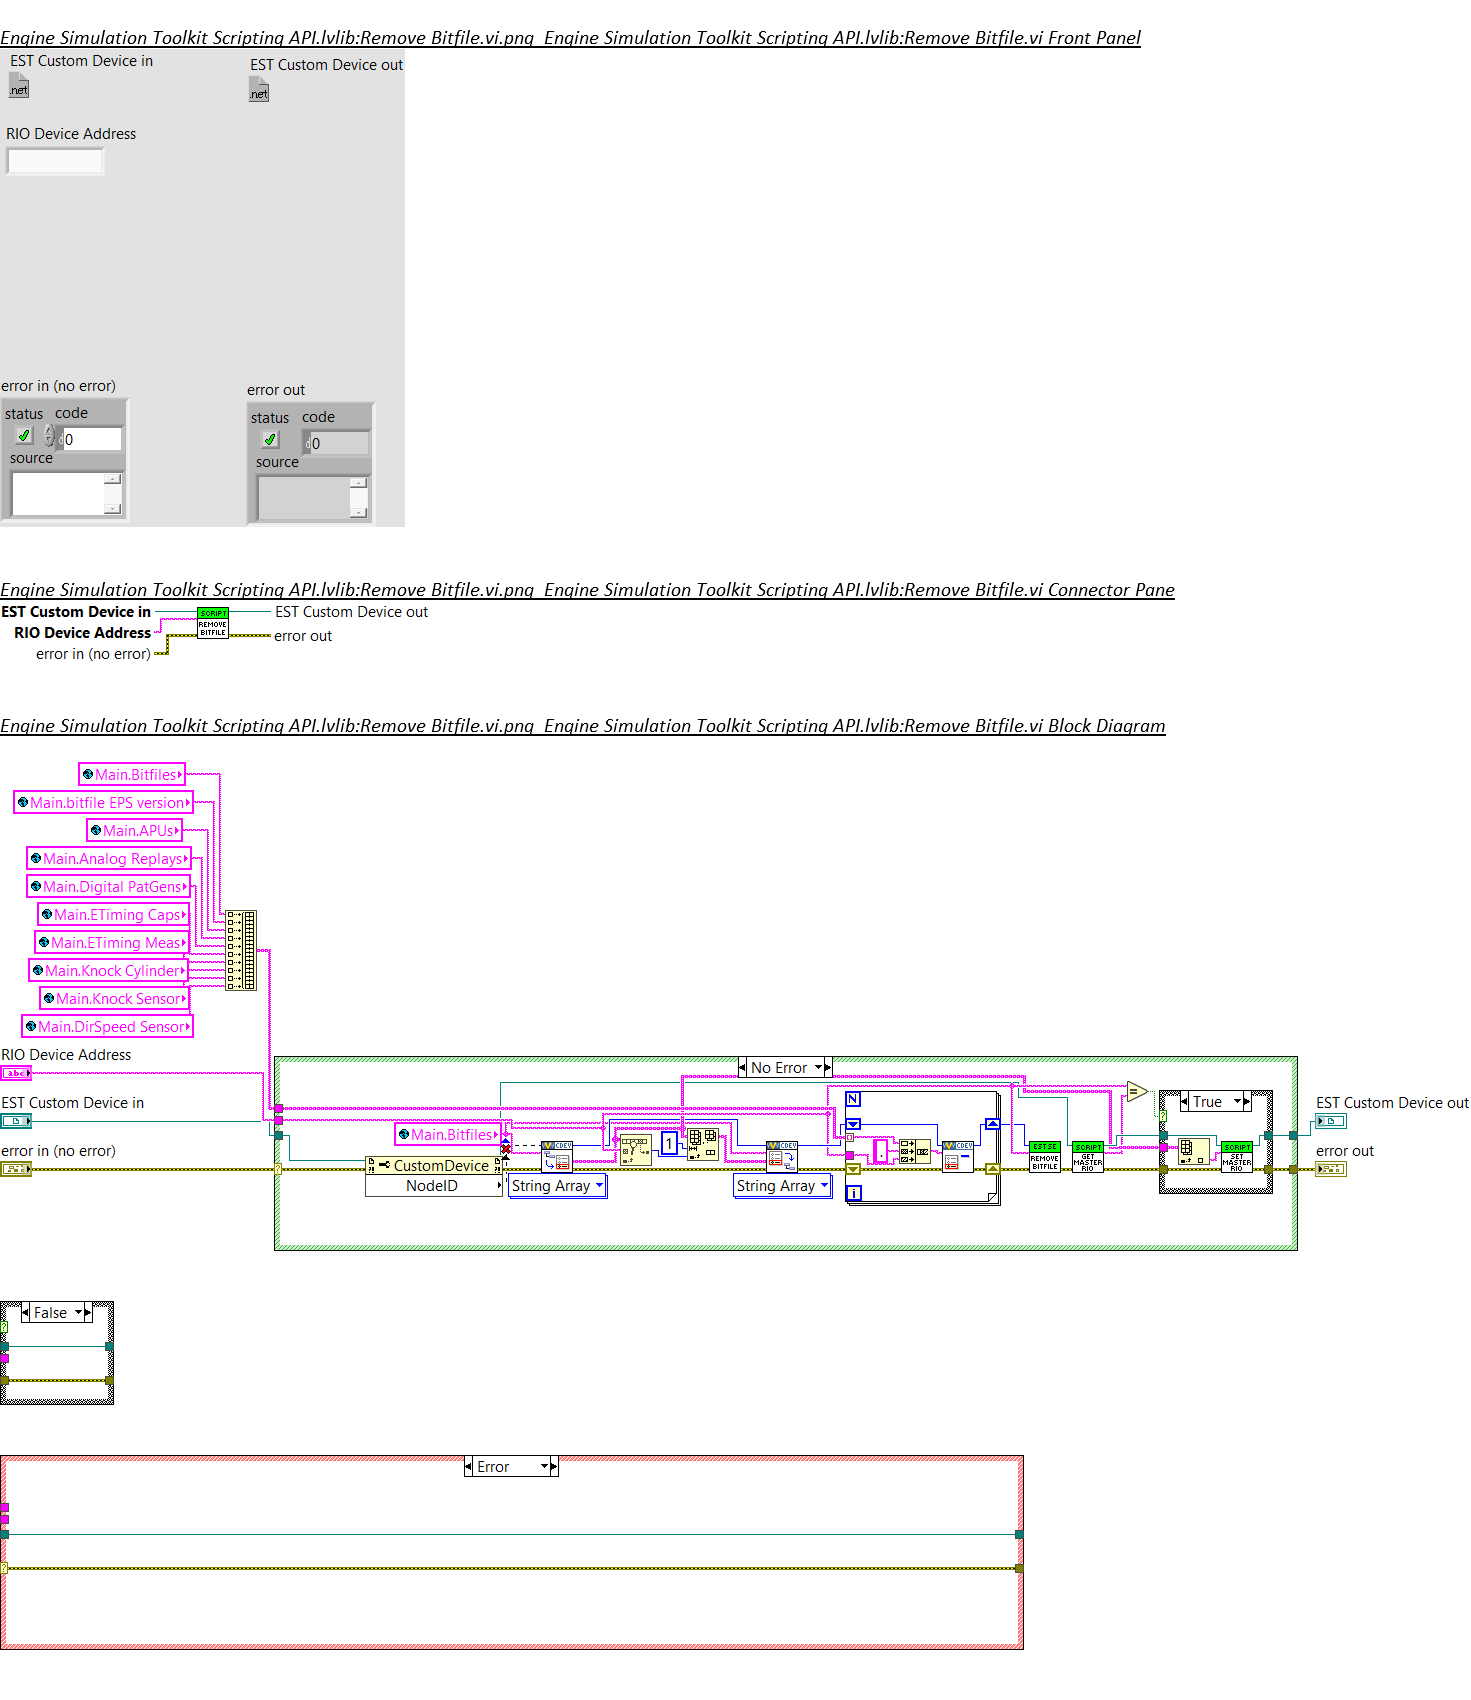 Engine Simulation Toolkit Scripting API.lvlib:Remove Bitfile.vi.png  Engine Simulation Toolkit Scripting API.lvlib:Remove Bitfile.vi Front Panel
EST Custom Device in
EST Custom Device out
.net
.net
RIO Device Address
error in (no error)
error out
status code
status code
d 0
d 0
source
source
Engine Simulation Toolkit Scripting API.lvlib:Remove Bitfile.vi.png  Engine Simulation Toolkit Scripting API.lvlib:Remove Bitfile.vi Connector Pane
EST Custom Device in
SCRIPT
REMOVE
BITFILE
EST Custom Device out
RIO Device Address
error out
error in (no error)
Engine Simulation Toolkit Scripting API.lvlib:Remove Bitfile.vi.png  Engine Simulation Toolkit Scripting API.lvlib:Remove Bitfile.vi Block Diagram
Main.Bitfiles
Main.bitfile EPS version
Main.APUs
Main.Analog Replays
Main.Digital PatGens
Main.ETiming Caps
Main.ETiming Meas
Main.Knock Cylinder
Main.Knock Sensor
Main.DirSpeed Sensor
RIO Device Address
abc
EST Custom Device in
error in (no error)
No Error
Main.Bitfiles
CustomDevice
NodeID
CDEV
String Array
1
CDEV
String Array
N
.
i
CDEV
EST SE
REMOVE
BITFILE
SCRIPT
GET
MASTER
RIO
=
True
SCRIPT
SET
MASTER
RIO
EST Custom Device out
error out
False
?
Error
?